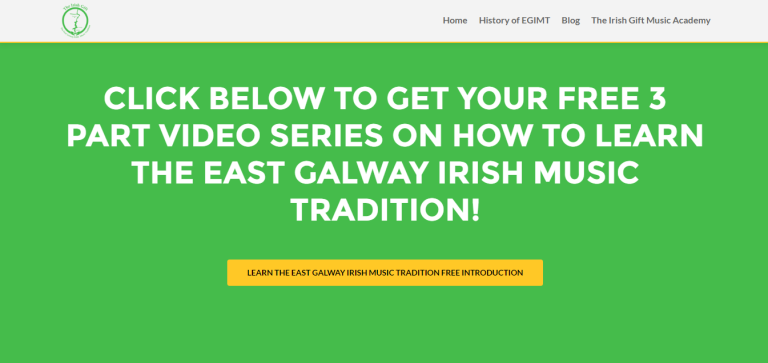 Home History of EGIMT Blog The Irish Gift Music Academy
CLICK BELOW TO GET YOUR FREE 3
PART VIDEO SERIES ON HOW TO LEARN
THE EAST GALWAY IRISH MUSIC
TRADITION!
LEARN THE EAST GALWAY IRISH MUSIC TRADITION FREE INTRODUCTION